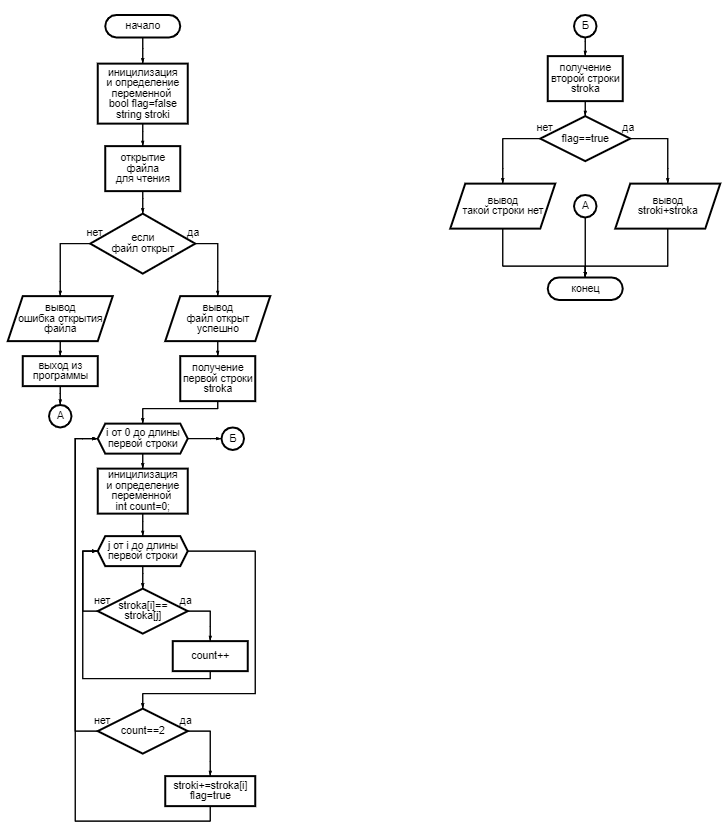 начало
иницилизация
и определение
переменной
bool flag=false
string stroki
открытие
файла
для чтения
если
файл открыт
нет
да
вывод
ошибка открытия
файла
вывод
файл открыт
успешно
выход из
программы
получение
первой строки
stroka
А
i от 0 до длины
первой строки
Б
иницилизация
и определение
переменной
int count=0;
j от i до длины
первой строки
нет
да
stroka[i]==
stroka[j]
count++
нет
да
count==2
stroki+=stroka[i]
flag=true
Б
получение
второй строки
stroka
нет
да
flag==true
вывод
такой строки нет
А
вывод
stroki+stroka
конец